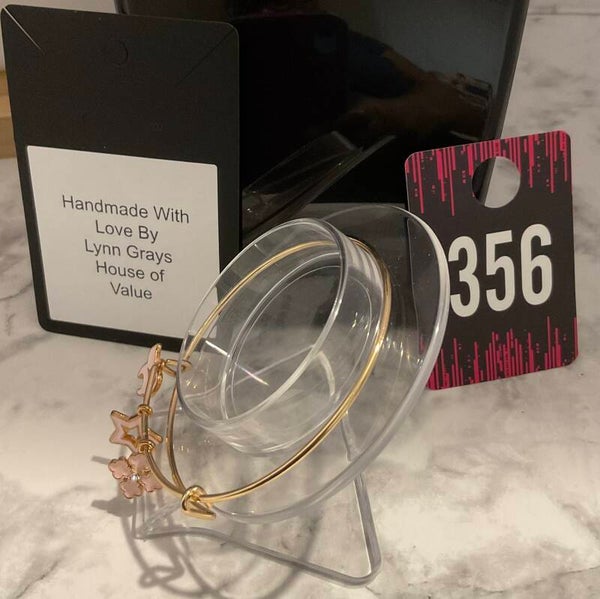 Handmade With
Love By
Lynn Grays
House of
Value
356